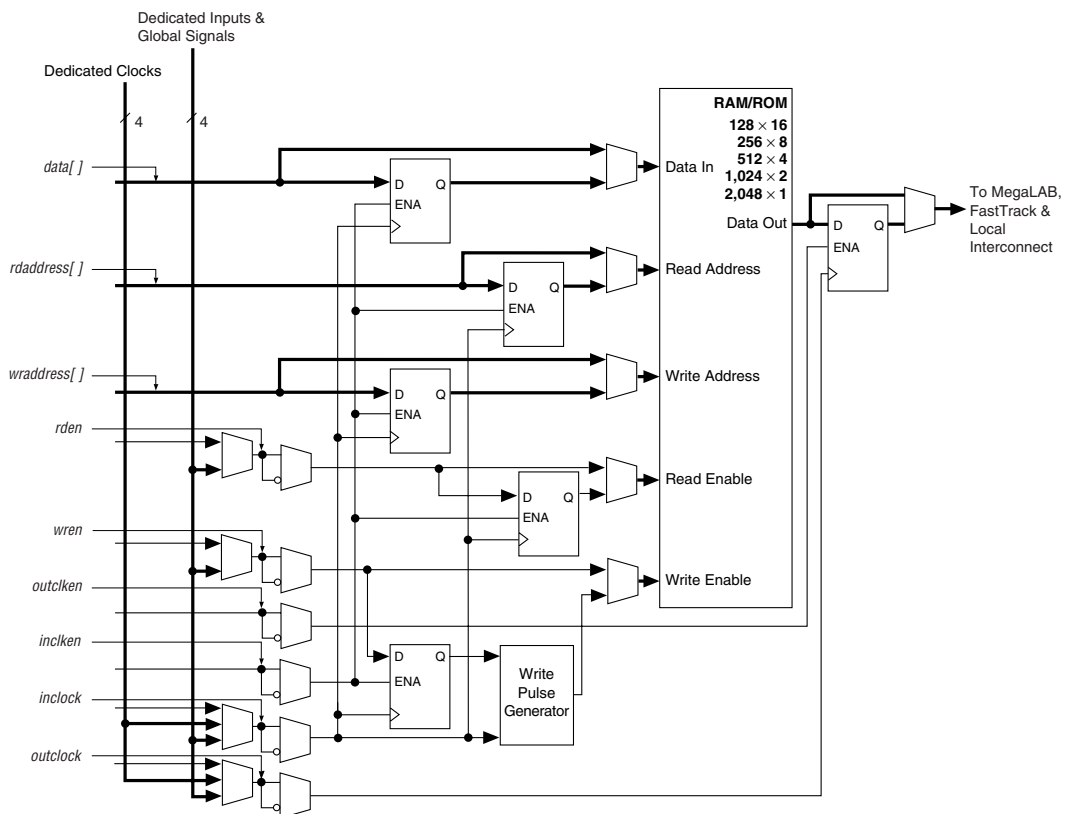 Dedicated Inputs &
Global Signals
Dedicated Clocks
4
4
RAM/ROM
128 × 16
256 × 8
512 × 4
1,024 × 2
2,048 × 1
data[ ]
D
Q
ENA
Data In
Data Out
D
Q
ENA
To MegaLAB,
FastTrack &
Local
Interconnect
rdaddress[ ]
D
Q
ENA
Read Address
wraddress[ ]
D
Q
ENA
Write Address
rden
D
Q
ENA
Read Enable
wren
Write Enable
outclken
inclken
D
Q
ENA
Write
Pulse
Generator
inclock
outclock